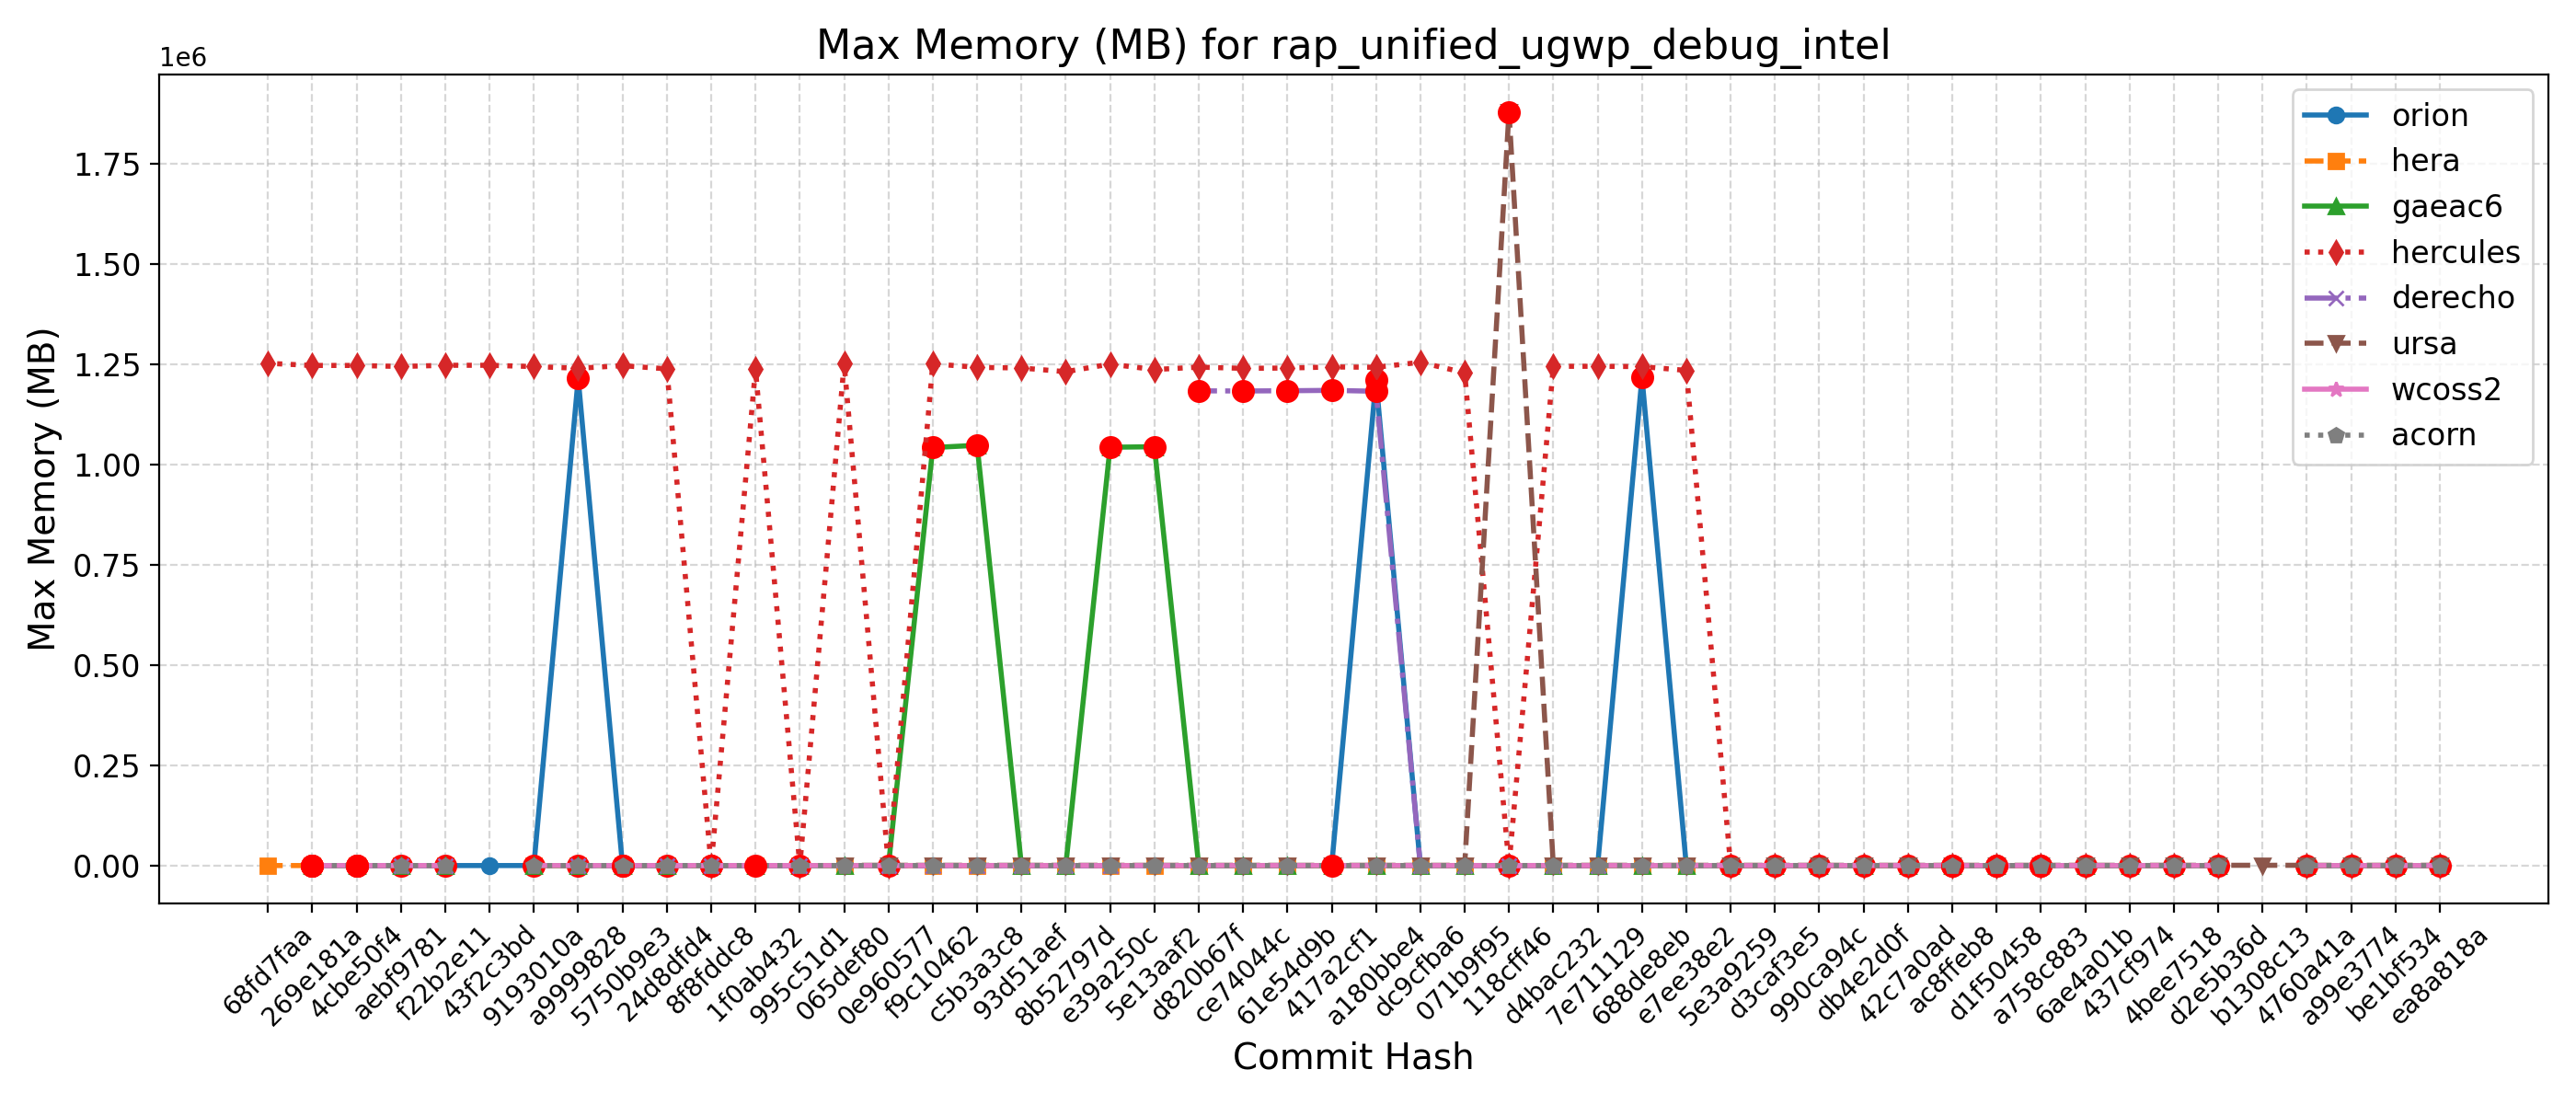 Max Memory (MB) for rap_unified_ugwp_debug_intel
1e6
1.75
1.50
1.25
1.00
0.75
0.50
0.25
0.00
Max Memory (MB)
orion
hera
gaeac6
hercules
derecho
ursa
wcoss2
acorn
68fd7faa
269e181a
4cbe50f4
aebf9781
f22b2e11
43f2c3bd
9193010a
a9999828
5750b9e3
24d8dfd4
8f8fddc8
1f0ab432
995c51d1
065def80
0e960577
f9c10462
c5b3a3c8
93d51aef
8b52797d
e39a250c
5e13aaf2
d820b67f
ce74044c
61e54d9b
417a2cf1
a180bbe4
dc9cfba6
071b9f95
118cff46
d4bac232
7e711129
688de8eb
e7ee38e2
5e3a9259
d3caf3e5
990ca94c
db4e2d0f
42c7a0ad
ac8ffeb8
d1f50458
a758c883
6ae4a01b
437cf974
4bee7518
d2e5b36d
b1308c13
4760a41a
a99e3774
be1bf534
ea8a818a
Commit Hash